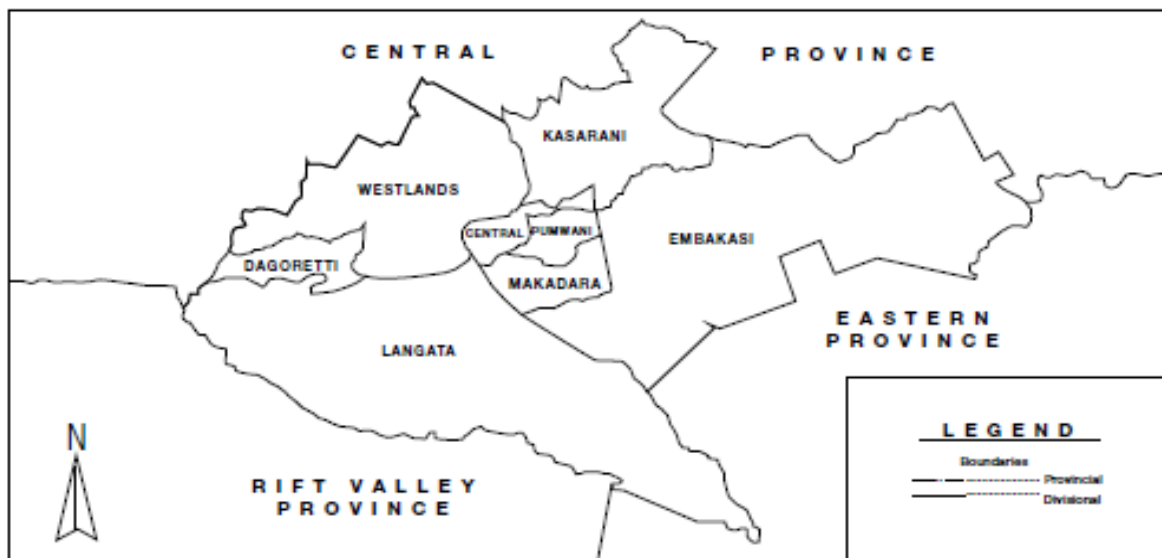 CENTRAL PROVINCE
KASARANI
WESTLANDS
CENTRAL
PUMWANI
EMBAKASI
DAGORETTI
MAKADARA
EASTERN
PROVINCE
LANGATA
N
LEGEND
Boundaries
Provincial
Divisional
RIFT VALLEY
PROVINCE